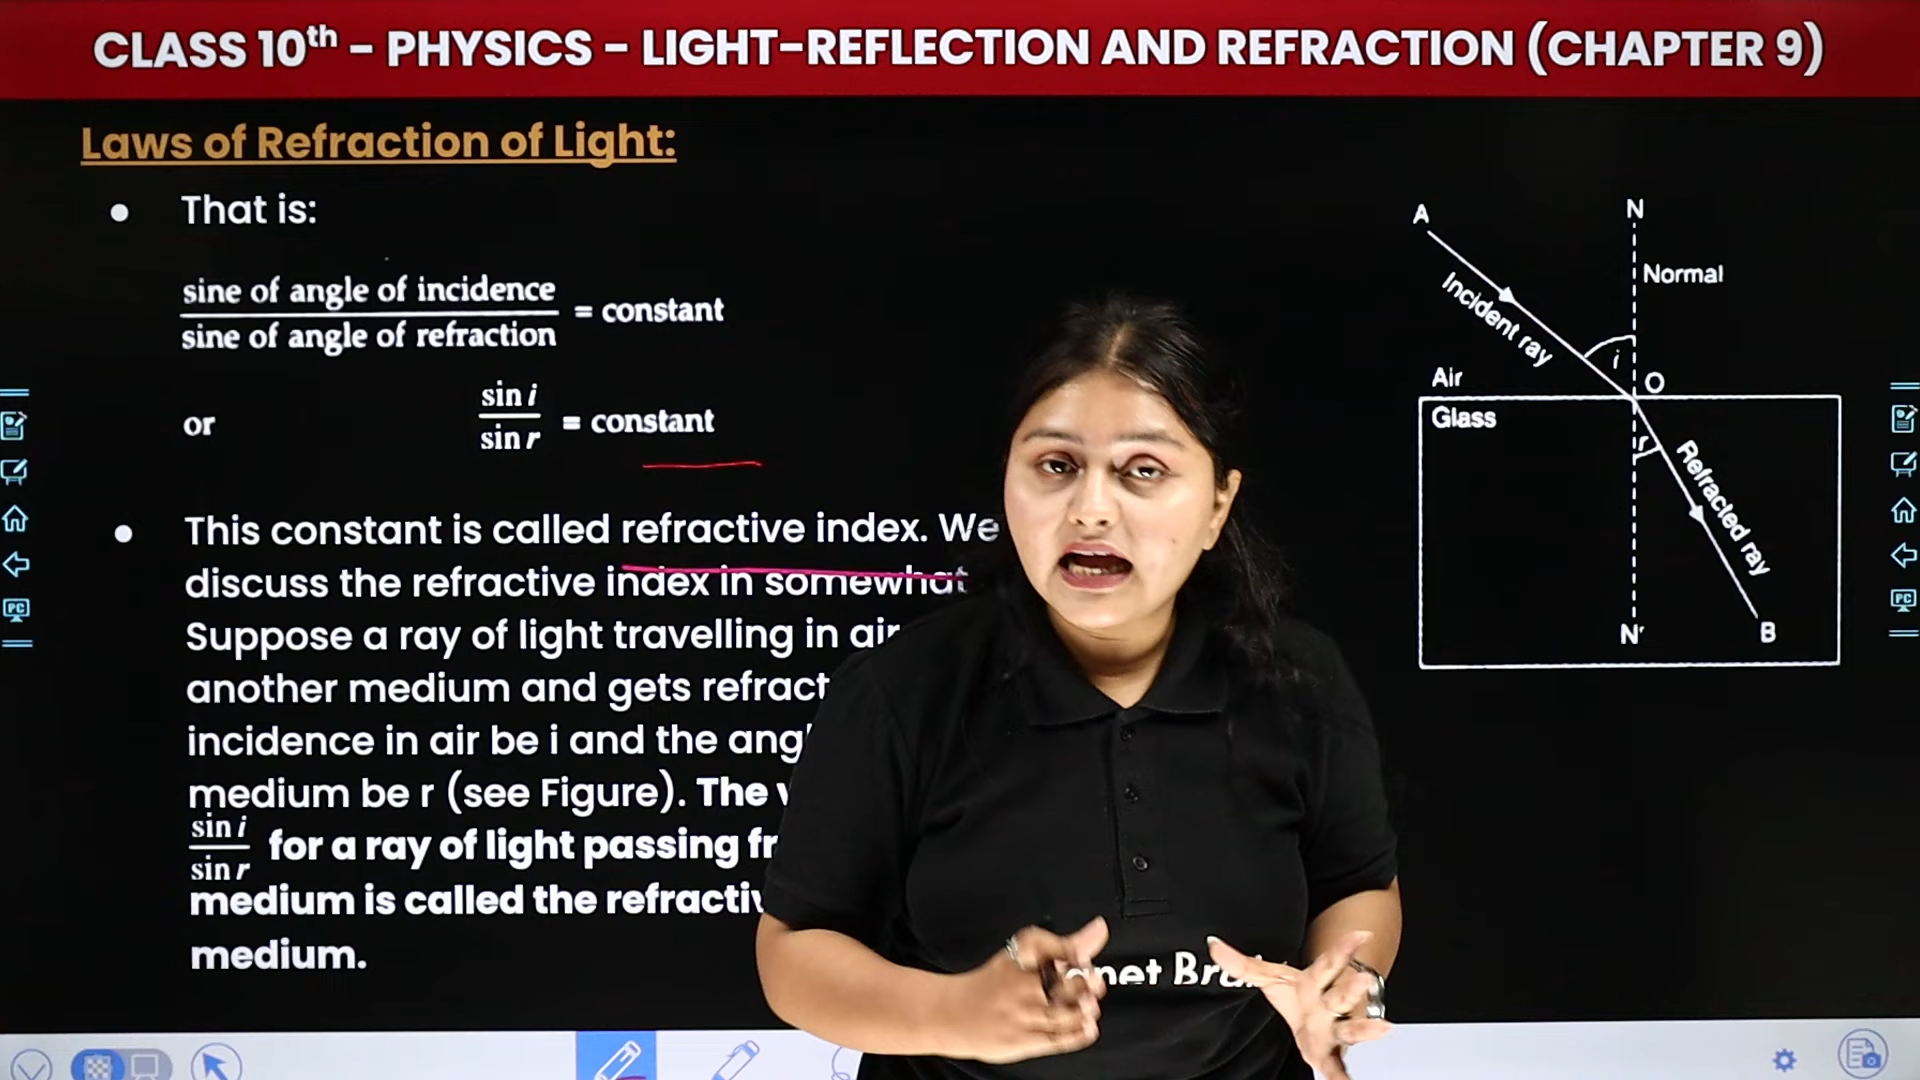 CLASS 10th - PHYSICS - LIGHT-REFLECTION AND REFRACTION (CHAPTER 9)
Laws of Refraction of Light:
● That is:
sine of angle of incidence
sine of angle of refraction
= constant
or
sin i
sin r
= constant
● This constant is called refractive index. We
discuss the refractive index in somewhat
Suppose a ray of light travelling in air
another medium and gets
incidence in air be i and the
medium be r (see Figure). The
sin i
sin r
for a ray of light passing
medium is called the
medium.
A
N
Normal
Incident ray
i
Air
O
Glass
r
Refracted ray
N'
B
PC
PC